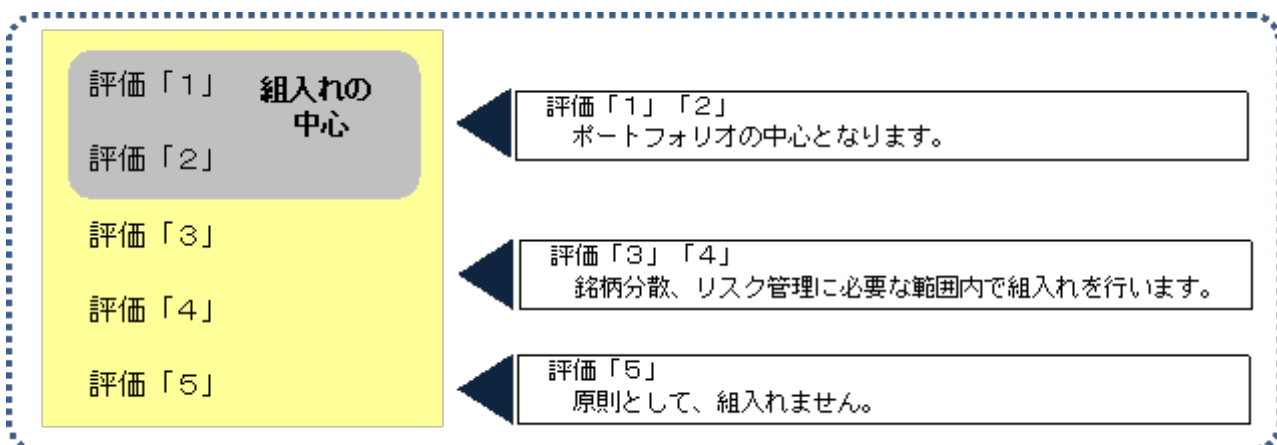 評価「１」
組入れの
中心
評価「２」
評価「３」
評価「４」
評価「５」
評価「１」「２」
ポートフォリオの中心となります。
評価「３」「４」
銘柄分散、リスク管理に必要な範囲内で組入れを行います。
評価「５」
原則として、組入れません。